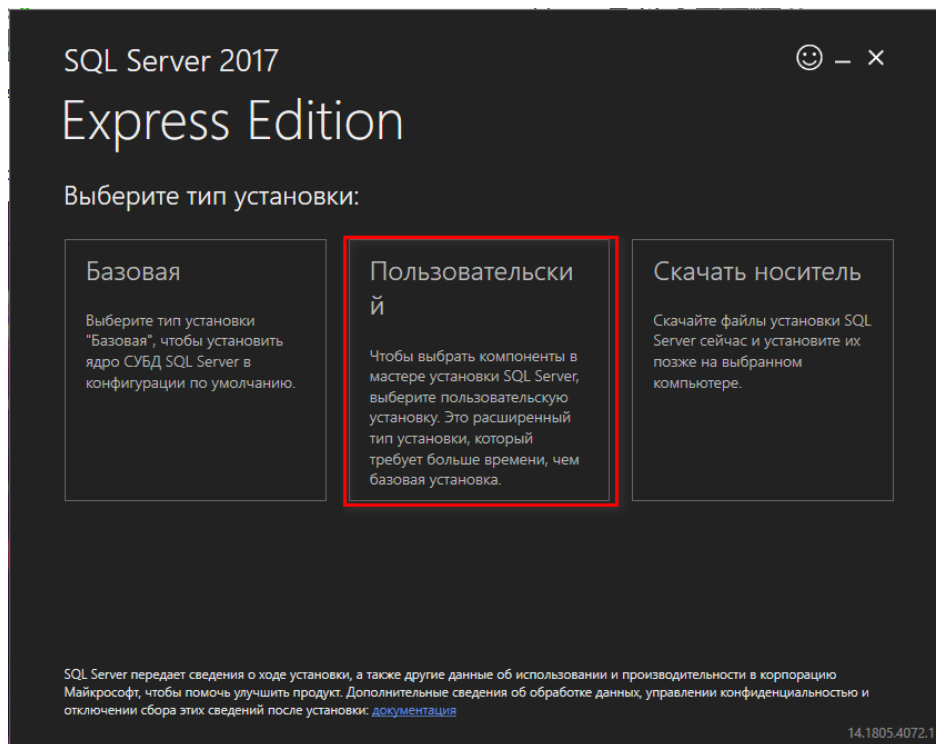 SQL Server 2017
Express Edition
Выберите тип установки:
Базовая
Выберите тип установки
"Базовая", чтобы установить
ядро СУБД SQL Server в
конфигурации по умолчанию.
Пользовательски
й
Чтобы выбрать компоненты в
мастере установки SQL Server,
выберите пользовательскую
установку. Это расширенный
тип установки, который
требует больше времени, чем
базовая установка.
Скачать носитель
Скачайте файлы установки SQL
Server сейчас и установите их
позже на выбранном
компьютере.
SQL Server передает сведения о ходе установки, а также другие данные об использовании и производительности в корпорацию
Майкрософт, чтобы помочь улучшить продукт. Дополнительные сведения об обработке данных, управлении конфиденциальностью и
отключении сбора этих сведений после установки: документация
14.1805.4072.1